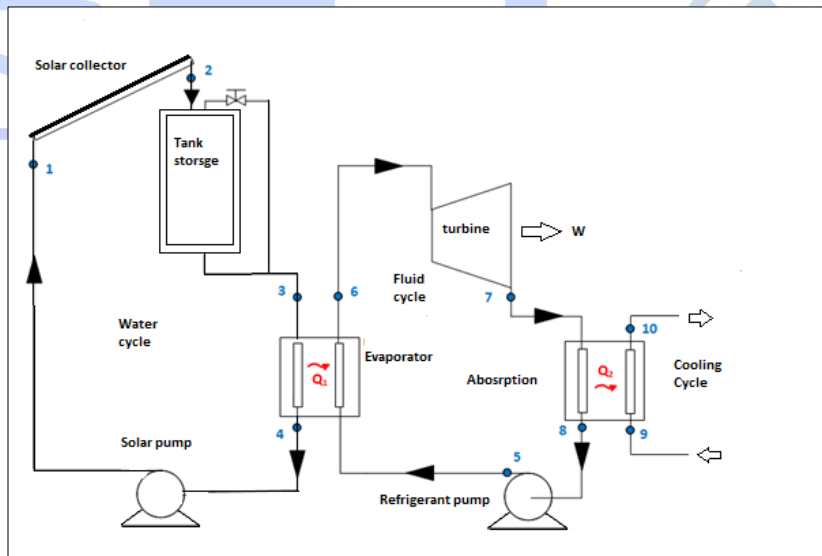 Solar collector
2
Tank
storsge
1
turbine
W
Fluid
cycle
3
6
7
Water
cycle
10
Evaporator
Q₁
Q₂
Cooling
Cycle
Abosrption
4
8
9
Solar pump
5
Refrigerant pump